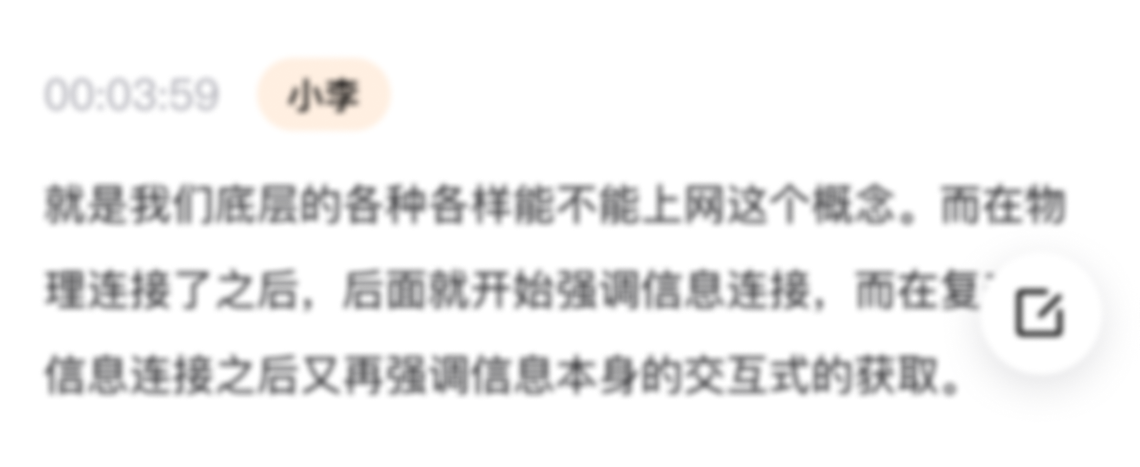 00:03:59 小李
就是我们底层的各种各样能不能上网这个概念。而在物
理连接了之后，后面就开始强调信息连接，而在复
信息连接之后又再强调信息本身的交互式的获取。